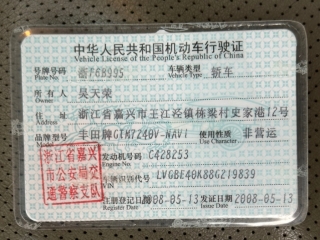 中华人民共和国机动车行驶证
Vehicle License of the People's Republic of China
号牌号码 Plate No. 浙F6B995 车辆类型 Vehicle Type 轿车
姓名 Name 吴天荣
住址 Address 浙江省嘉兴市王江泾镇栋梁村史家港12号
品牌型号 Model 丰田牌GTM7240V-NAVi 使用性质 Use Character 非营运
浙江省嘉兴市公安局交通警察支队
发动机号码 Engine No. C428253
车辆识别代号 VIN LVGBE40K88G219839
注册登记日期 Register Date 2008-05-13 发证日期 Issue Date 2008-05-13